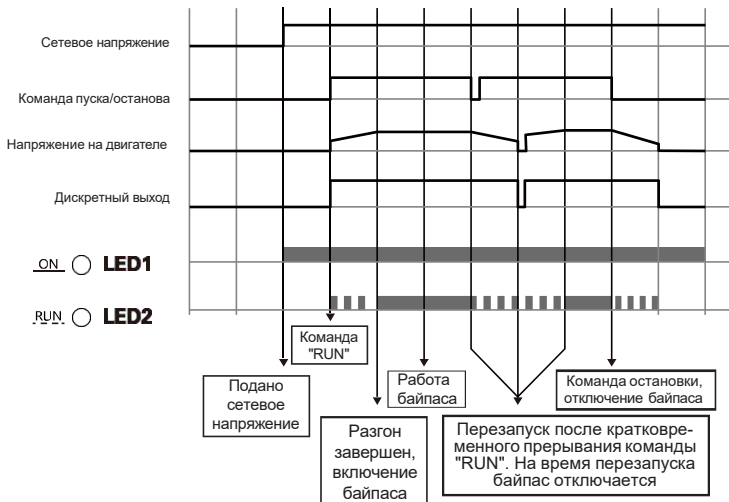 Сетевое напряжение
Команда пуска/останова
Напряжение на двигателе
Дискретный выход
ON LED1
RUN LED2
Команда
"RUN"
Подано
сетевое
напряжение
Разгон
завершен,
включение
байпаса
Работа
байпаса
Команда остановки,
отключение байпаса
Перезапуск после кратковре-
менного прерывания команды
"RUN". На время перезапуска
байпас отключается